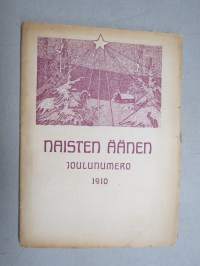 NAISTEN ÄÄNEN
JOULUNUMERO
1910